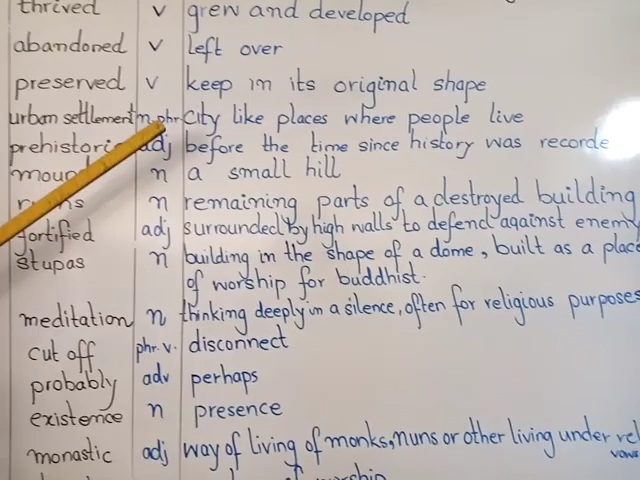 thrived v grew and developed
abandoned v left over
preserved v keep in its original shape
urban settlement n.phr City like places where people live
prehistoric adj before the time since history was recorde
n a small hill
n remaining parts of a destroyed building
fortified adj surrounded by high walls to defend against enemy
stupas n building in the shape of a dome, built as a place
of worship for buddhist.
meditation n thinking deeply in a silence, often for religious purposes
cut off phr.v. disconnect
probably adv perhaps
existence n presence
monastic adj way of living of monks, nuns or other living under rel
vows